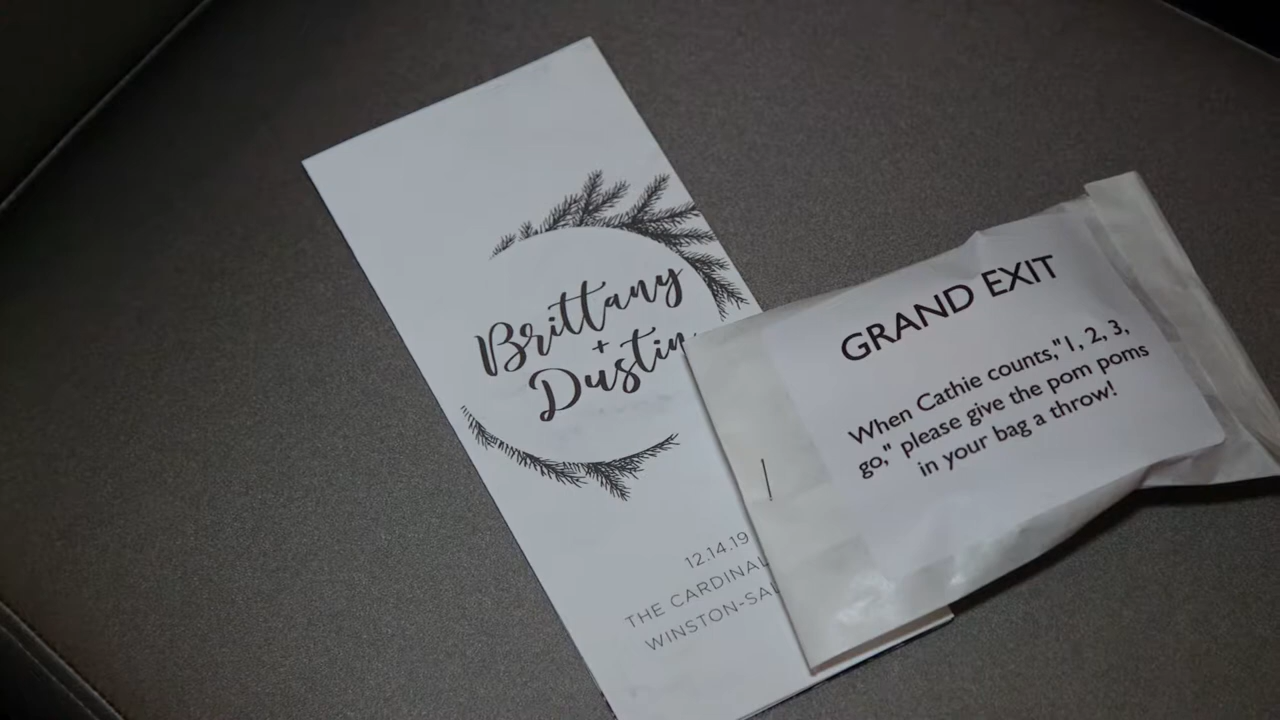 Brittany
+
Dustin
12.14.19
THE CARDINAL
WINSTON-SAL
GRAND EXIT
When Cathie counts,"1, 2, 3,
go," please give the pom poms
in your bag a throw!